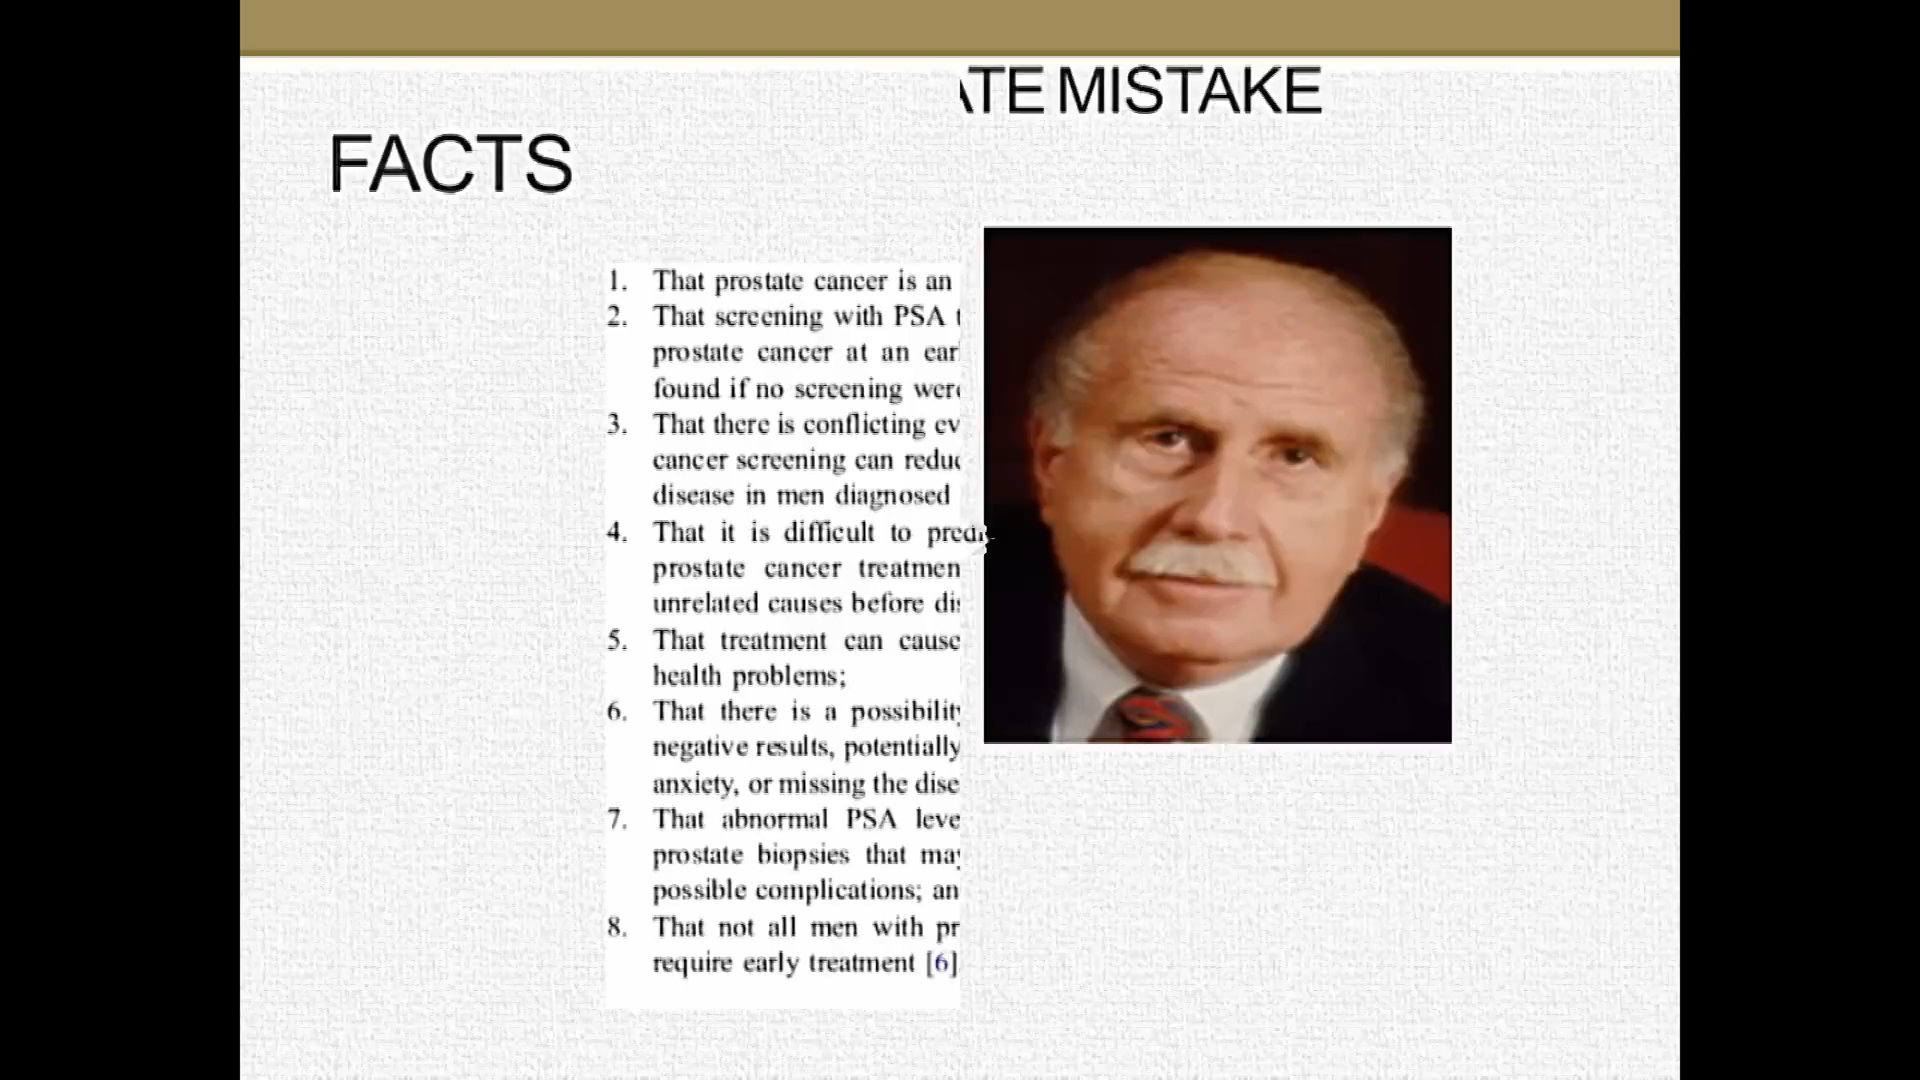 TE MISTAKE
FACTS
1. That prostate cancer is an
2. That screening with PSA
prostate cancer at an
found if no screening
3. That there is conflicting
cancer screening can
disease in men diagnosed
4. That it is difficult to
prostate cancer
unrelated causes before
5. That treatment can
health problems;
6. That there is a
negative results, potentially
anxiety, or missing the
7. That abnormal PSA
prostate biopsies that
possible complications;
8. That not all men with
require early treatment [6]